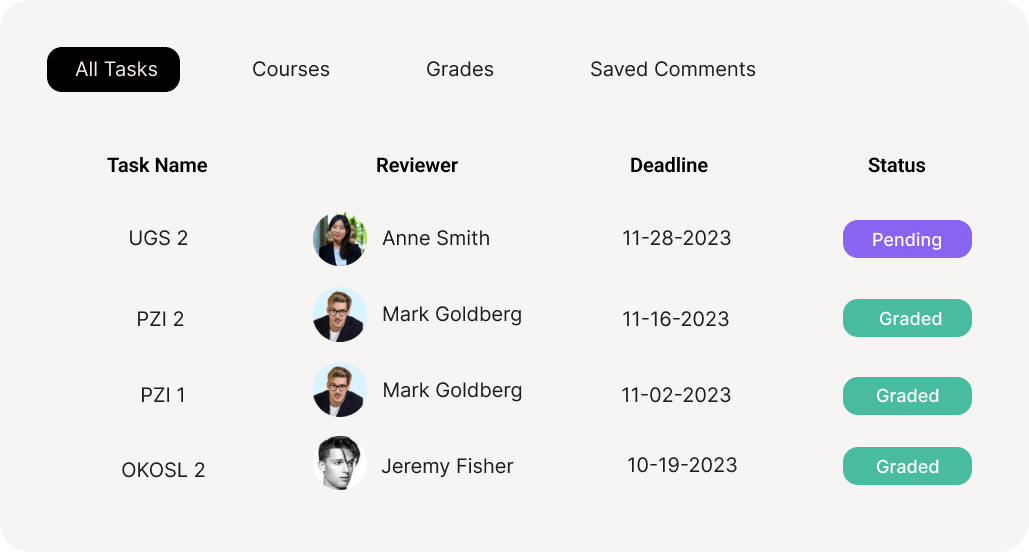 All Tasks Courses Grades Saved Comments
Task Name Reviewer Deadline Status
UGS 2 Anne Smith 11-28-2023 Pending
PZI 2 Mark Goldberg 11-16-2023 Graded
PZI 1 Mark Goldberg 11-02-2023 Graded
OKOSL 2 Jeremy Fisher 10-19-2023 Graded